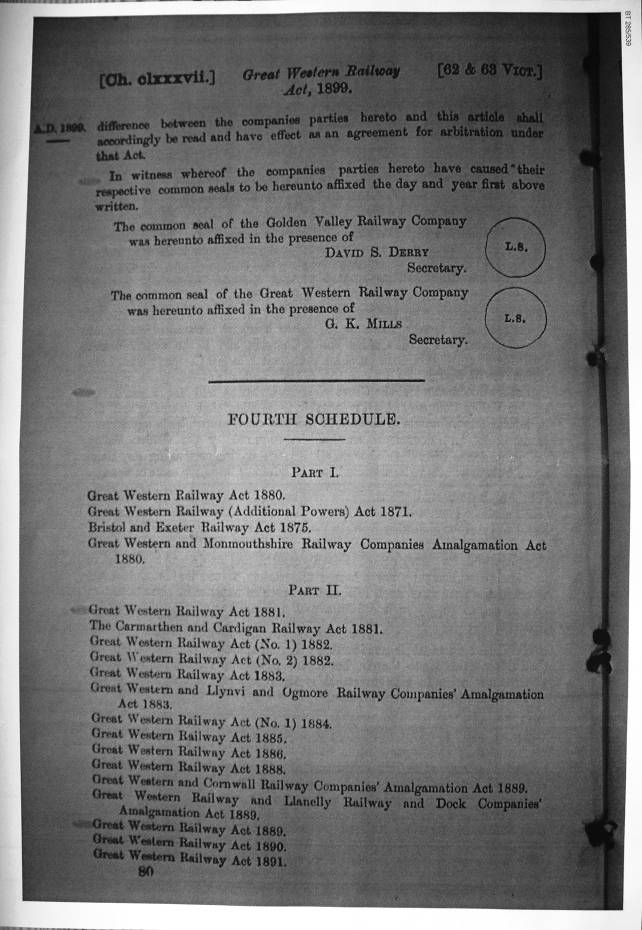 BT 285/539
[Ch. clxxxvii.] Great Western Railway [62 & 63 VICT.]
Act, 1899.
A.D. 1899. difference between the companies parties hereto and this article shall
accordingly be read and have effect as an agreement for arbitration under
that Act.
In witness whereof the companies parties hereto have caused their
respective common seals to be hereunto affixed the day and year first above
written.
The common seal of the Golden Valley Railway Company
was hereunto affixed in the presence of
DAVID S. DERRY
Secretary.
L.S.
The common seal of the Great Western Railway Company
was hereunto affixed in the presence of
G. K. MILLS
Secretary.
L.S.
FOURTH SCHEDULE.
PART I.
Great Western Railway Act 1880.
Great Western Railway (Additional Powers) Act 1871.
Bristol and Exeter Railway Act 1875.
Great Western and Monmouthshire Railway Companies Amalgamation Act
1880.
PART II.
Great Western Railway Act 1881.
The Carmarthen and Cardigan Railway Act 1881.
Great Western Railway Act (No. 1) 1882.
Great Western Railway Act (No. 2) 1882.
Great Western Railway Act 1883.
Great Western and Llynvi and Ogmore Railway Companies' Amalgamation
Act 1883.
Great Western Railway Act (No. 1) 1884.
Great Western Railway Act 1885.
Great Western Railway Act 1886.
Great Western Railway Act 1888.
Great Western and Cornwall Railway Companies' Amalgamation Act 1889.
Great Western Railway and Llanelly Railway and Dock Companies'
Amalgamation Act 1889.
Great Western Railway Act 1889.
Great Western Railway Act 1890.
Great Western Railway Act 1891.
80